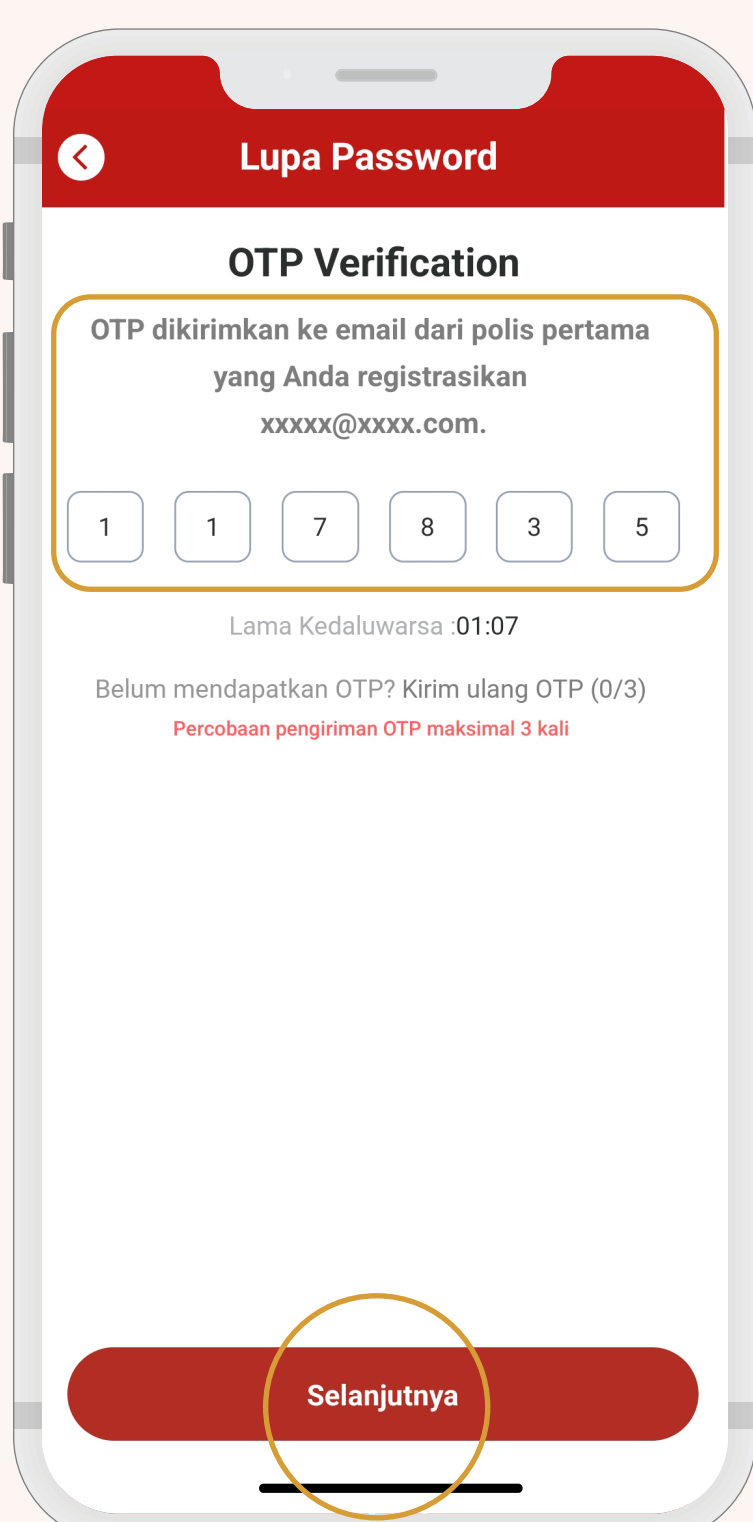 Lupa Password
OTP Verification
OTP dikirimkan ke email dari polis pertama
yang Anda registrasikan
xxxxx@xxxx.com.
1 1 7 8 3 5
Lama Kedaluwarsa :01:07
Belum mendapatkan OTP? Kirim ulang OTP (0/3)
Percobaan pengiriman OTP maksimal 3 kali
Selanjutnya